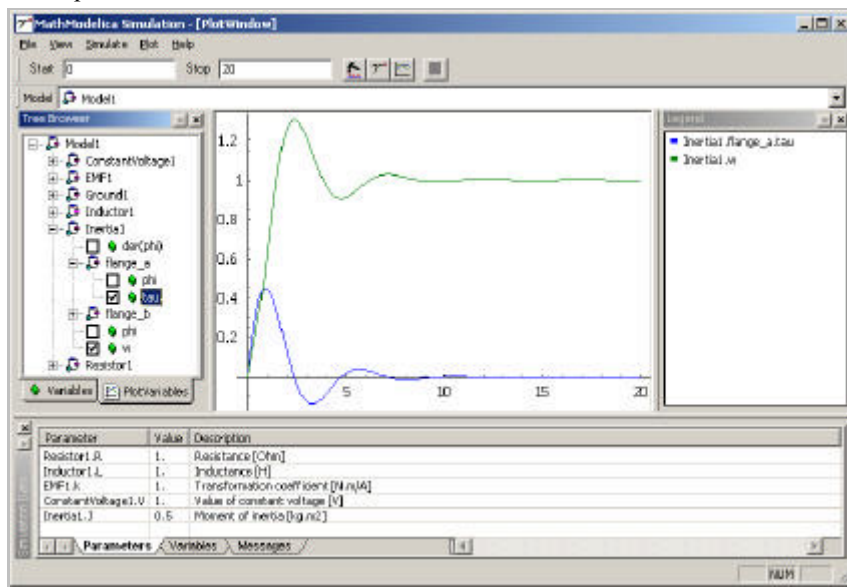 MathModelica Simulation - [PlotWindow]
File View Simulate Plot Help
Start 0 Stop 20
Model Model1
Tree Browser
Model1
ConstantVoltage1
EMF1
Ground1
Inductor1
Inertia1
der(phi)
flange_a
phi
tau
flange_b
phi
w
Resistor1
Variables PlotVariables
1.2
1
0.8
0.6
0.4
0.2
5 10 15 20
Legend
Inertia1.flange_a.tau
Inertia1.w
Parameter Value Description
Resistor1.R 1. Resistance [Ohm]
Inductor1.L 1. Inductance [H]
EMF1.k 1. Transformation coefficient [N.m/A]
ConstantVoltage1.V 1. Value of constant voltage [V]
Inertia1.J 0.5 Moment of inertia [kg.m2]
Parameters Variables Messages
NUM